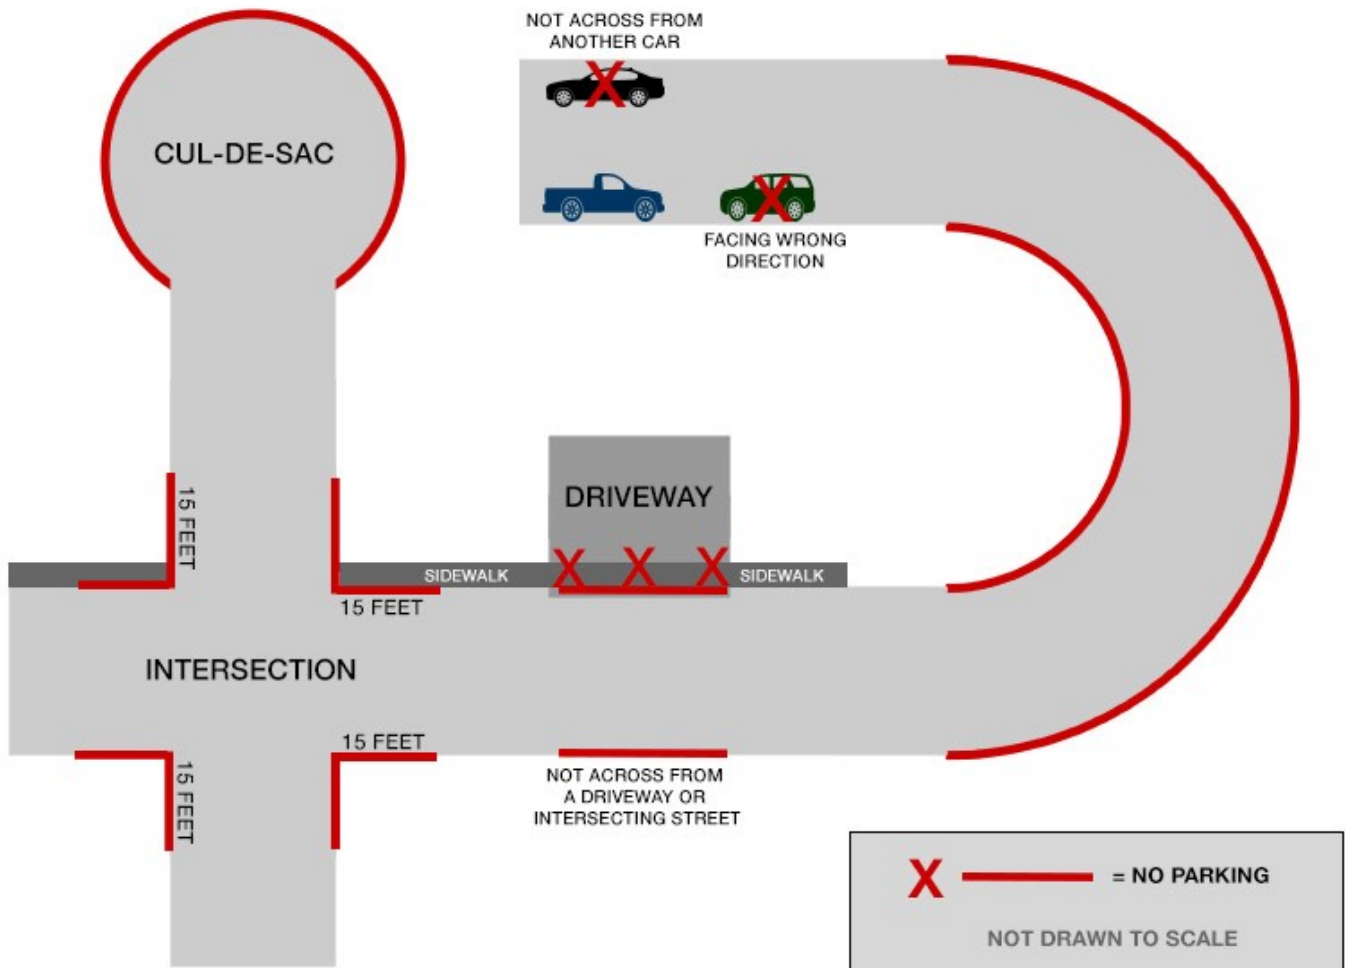 NOT ACROSS FROM
ANOTHER CAR
CUL-DE-SAC
FACING WRONG
DIRECTION
15 FEET
DRIVEWAY
X X X
SIDEWALK
SIDEWALK
15 FEET
INTERSECTION
15 FEET
15 FEET
NOT ACROSS FROM
A DRIVEWAY OR
INTERSECTING STREET
X = NO PARKING
NOT DRAWN TO SCALE